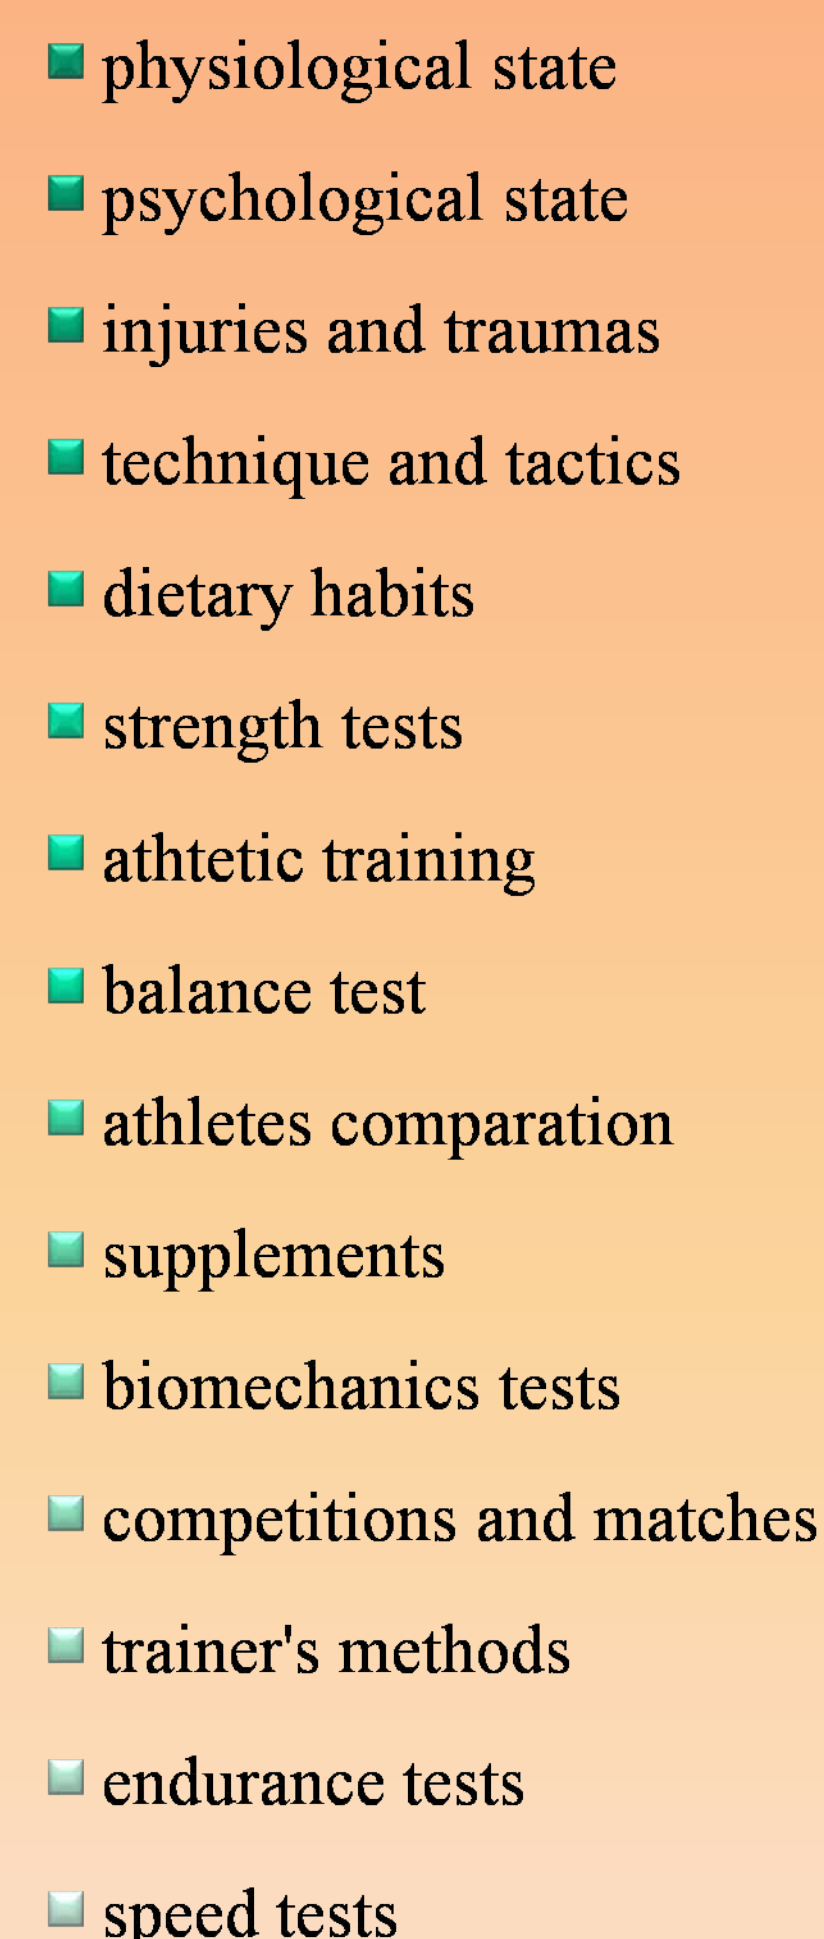 physiological state
psychological state
injuries and traumas
technique and tactics
dietary habits
strength tests
athtetic training
balance test
athletes comparation
supplements
biomechanics tests
competitions and matches
trainer's methods
endurance tests
speed tests